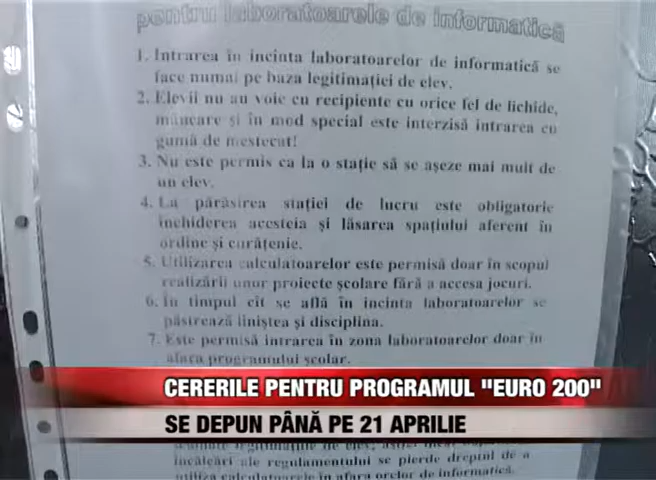 pentru laboratoarele de informatică
1. Intrarea în incinta laboratoarelor de informatică se
face numai pe baza legitimației de elev.
2. Elevii nu au voie cu recipiente cu orice fel de lichide,
mâncare și în mod special este interzisă intrarea cu
gumă de mestecat!
3. Nu este permis ca la o stație să se așeze mai mult de
un elev.
4. La părăsirea stației de lucru este obligatorie
închiderea acesteia și lăsarea spațiului aferent în
ordine și curățenie.
5. Utilizarea calculatoarelor este permisă doar în scopul
realizării unor proiecte școlare fără a accesa jocuri.
6. În timpul cît se află în incinta laboratoarelor se
păstrează liniștea și disciplina.
7. Este permisă intrarea în zona laboratoarelor doar în
afara programului școlar.
CERERILE PENTRU PROGRAMUL "EURO 200"
SE DEPUN PÂNĂ PE 21 APRILIE
legitimațiile de elev, astfel încât
încălcări ale regulamentului se pierde dreptul de a
utiliza calculatoarele în afara orelor de informatică.